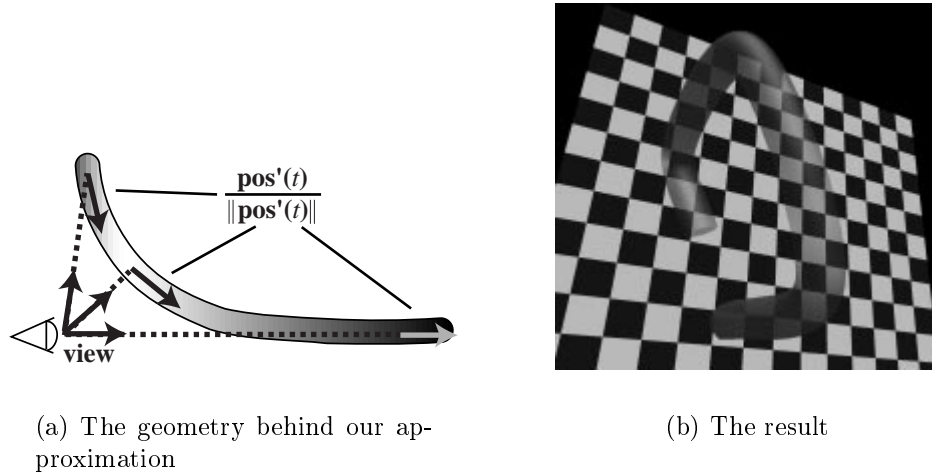 pos'(t)
||pos'(t)||
view
(a) The geometry behind our ap-
proximation
(b) The result